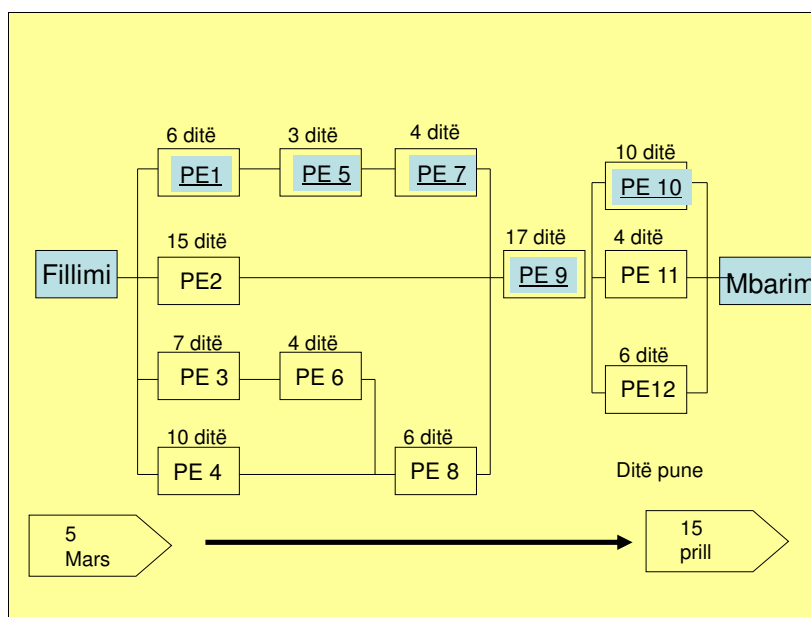 6 ditë
3 ditë
4 ditë
10 ditë
PE1
PE 5
PE 7
PE 10
15 ditë
17 ditë
4 ditë
Fillimi
PE2
PE 9
PE 11
Mbarim
7 ditë
4 ditë
6 ditë
PE 3
PE 6
PE12
10 ditë
6 ditë
PE 4
PE 8
Ditë pune
5
Mars
15
prill